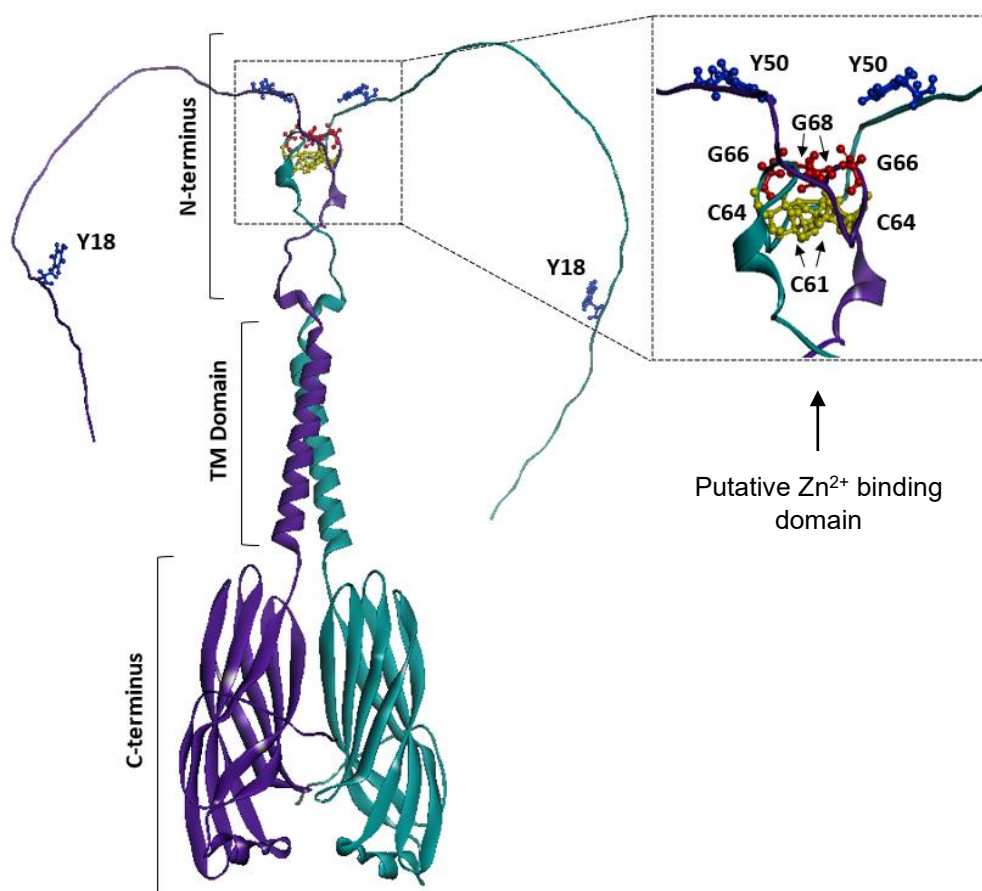 N-terminus
Y18
Y18
TM Domain
C-terminus
Y50
Y50
G68
G66
G66
C64
C64
C61
Putative Zn²⁺ binding
domain